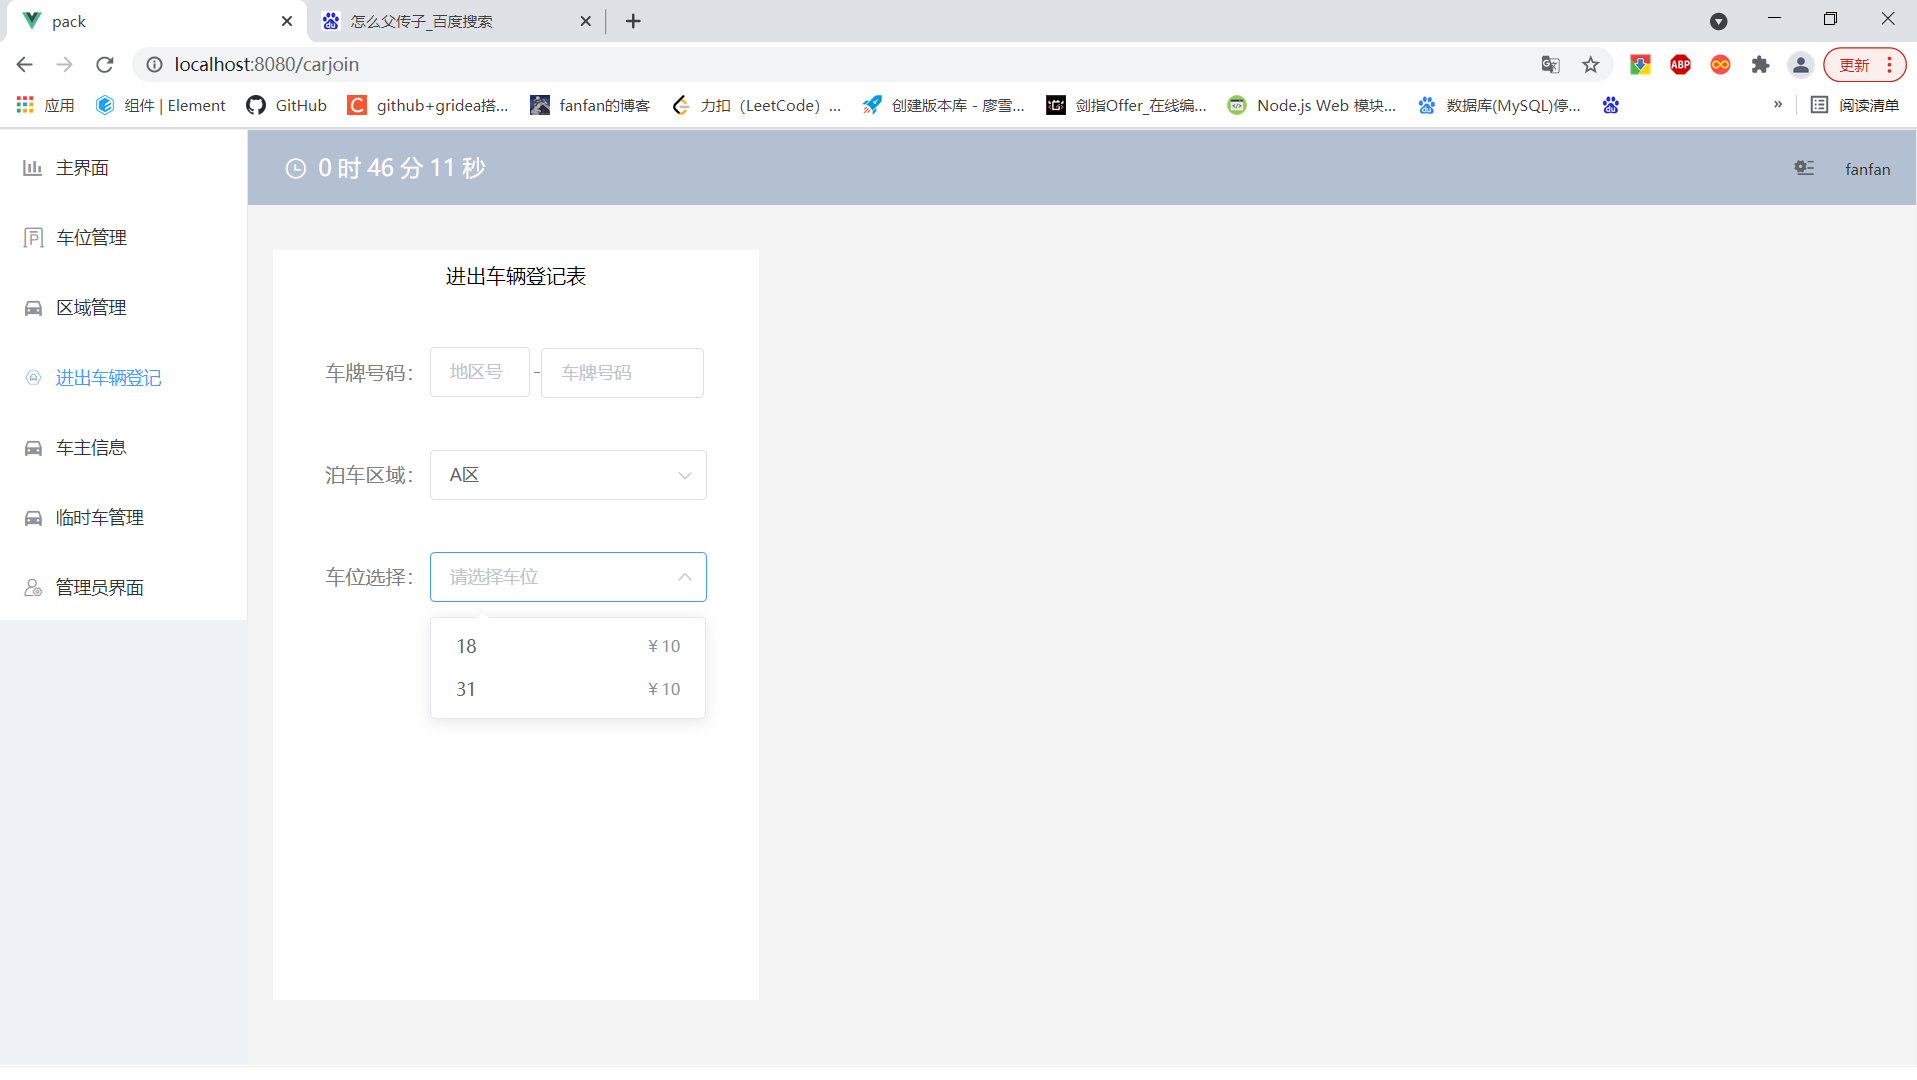 pack
怎么父传子_百度搜索
localhost:8080/carjoin
更新
应用
组件 | Element
GitHub
github+gridea搭...
fanfan的博客
力扣（LeetCode）...
创建版本库 - 廖雪...
剑指Offer_在线编...
Node.js Web 模块...
数据库(MySQL)停...
»
阅读清单
主界面
车位管理
区域管理
进出车辆登记
车主信息
临时车管理
管理员界面
0 时 46 分 11 秒
fanfan
进出车辆登记表
车牌号码： 地区号 - 车牌号码
泊车区域： A区
车位选择： 请选择车位
18 ¥ 10
31 ¥ 10